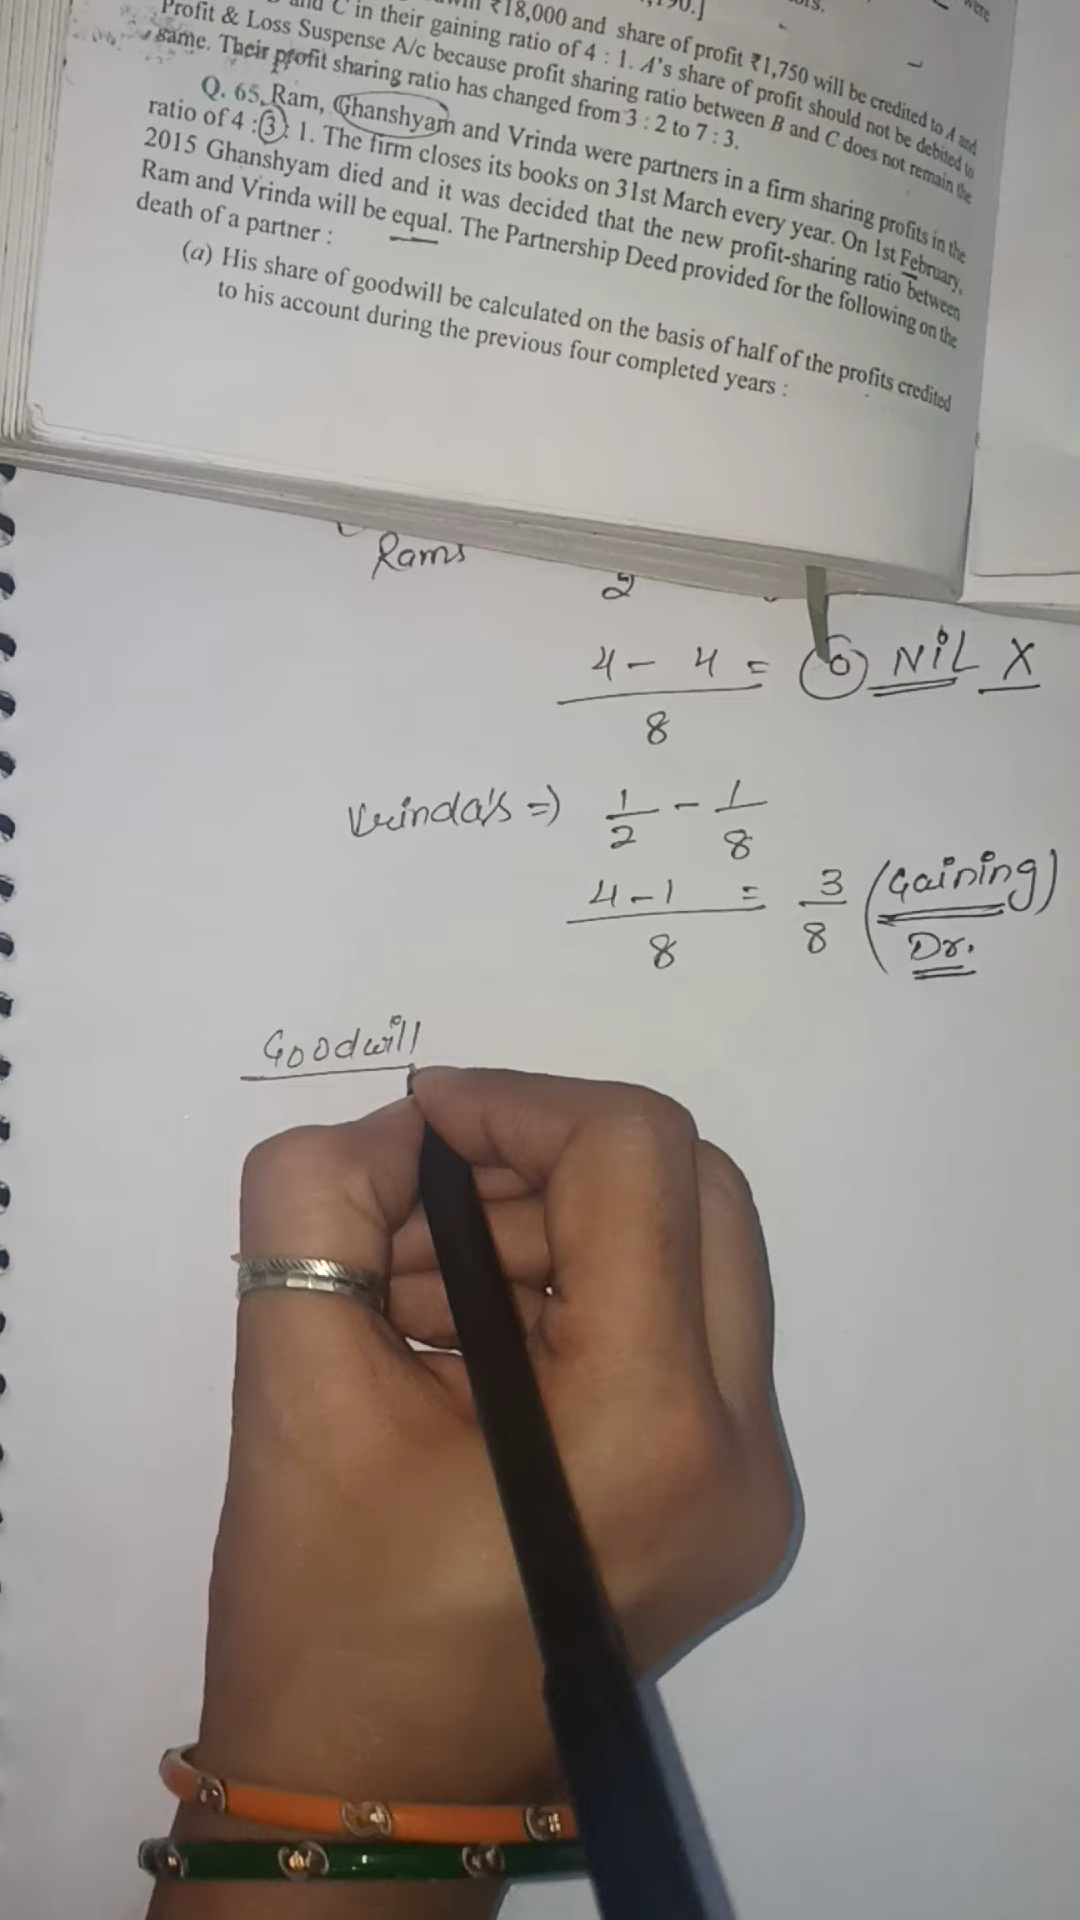 ₹18,000 and share of profit ₹1,750 will be credited to A and
C in their gaining ratio of 4 : 1. A's share of profit should not be debited to
Profit & Loss Suspense A/c because profit sharing ratio between B and C does not remain the
same. Their profit sharing ratio has changed from 3 : 2 to 7 : 3.
Q. 65. Ram, Ghanshyam and Vrinda were partners in a firm sharing profits in the
ratio of 4 : 3 : 1. The firm closes its books on 31st March every year. On 1st February,
2015 Ghanshyam died and it was decided that the new profit-sharing ratio between
Ram and Vrinda will be equal. The Partnership Deed provided for the following on the
death of a partner :
(a) His share of goodwill be calculated on the basis of half of the profits credited
to his account during the previous four completed years :
Rams
2
4 - 4 = 0 NiL X
8
Vrinda's => 1/2 - 1/8
4-1 = 3 (Gaining)
8 8 Dr.
Goodwill